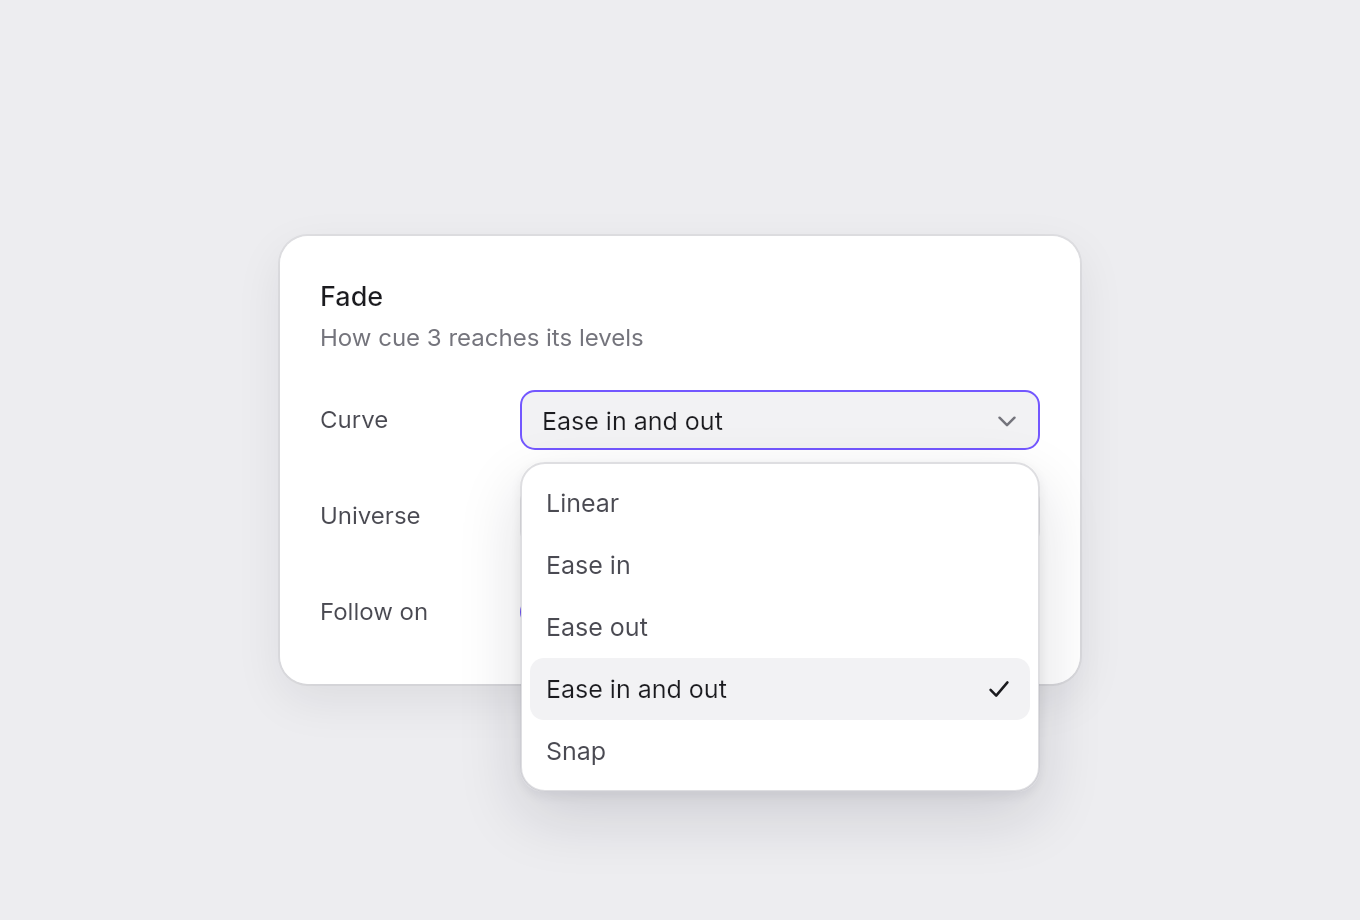 Fade
How cue 3 reaches its levels
Curve
Ease in and out
Universe
Follow on
Linear
Ease in
Ease out
Ease in and out
Snap